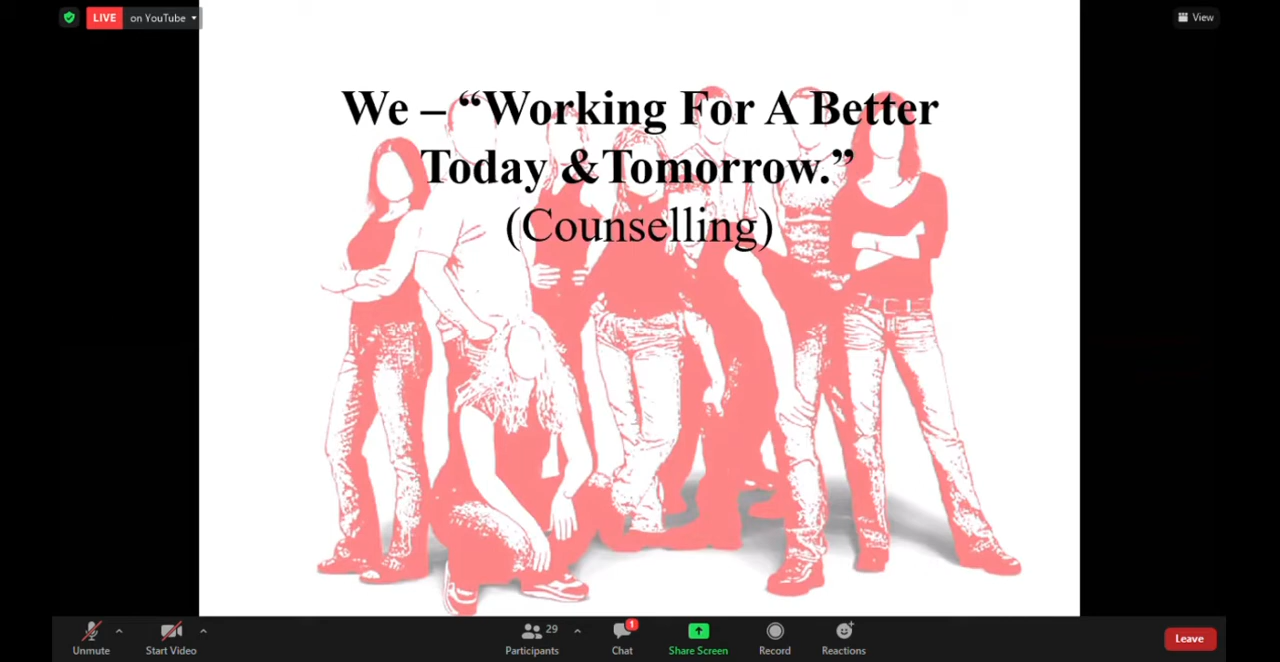 LIVE on YouTube
View
We – “Working For A Better
Today &Tomorrow.”
(Counselling)
Unmute
Start Video
29
Participants
1
Chat
Share Screen
Record
Reactions
Leave